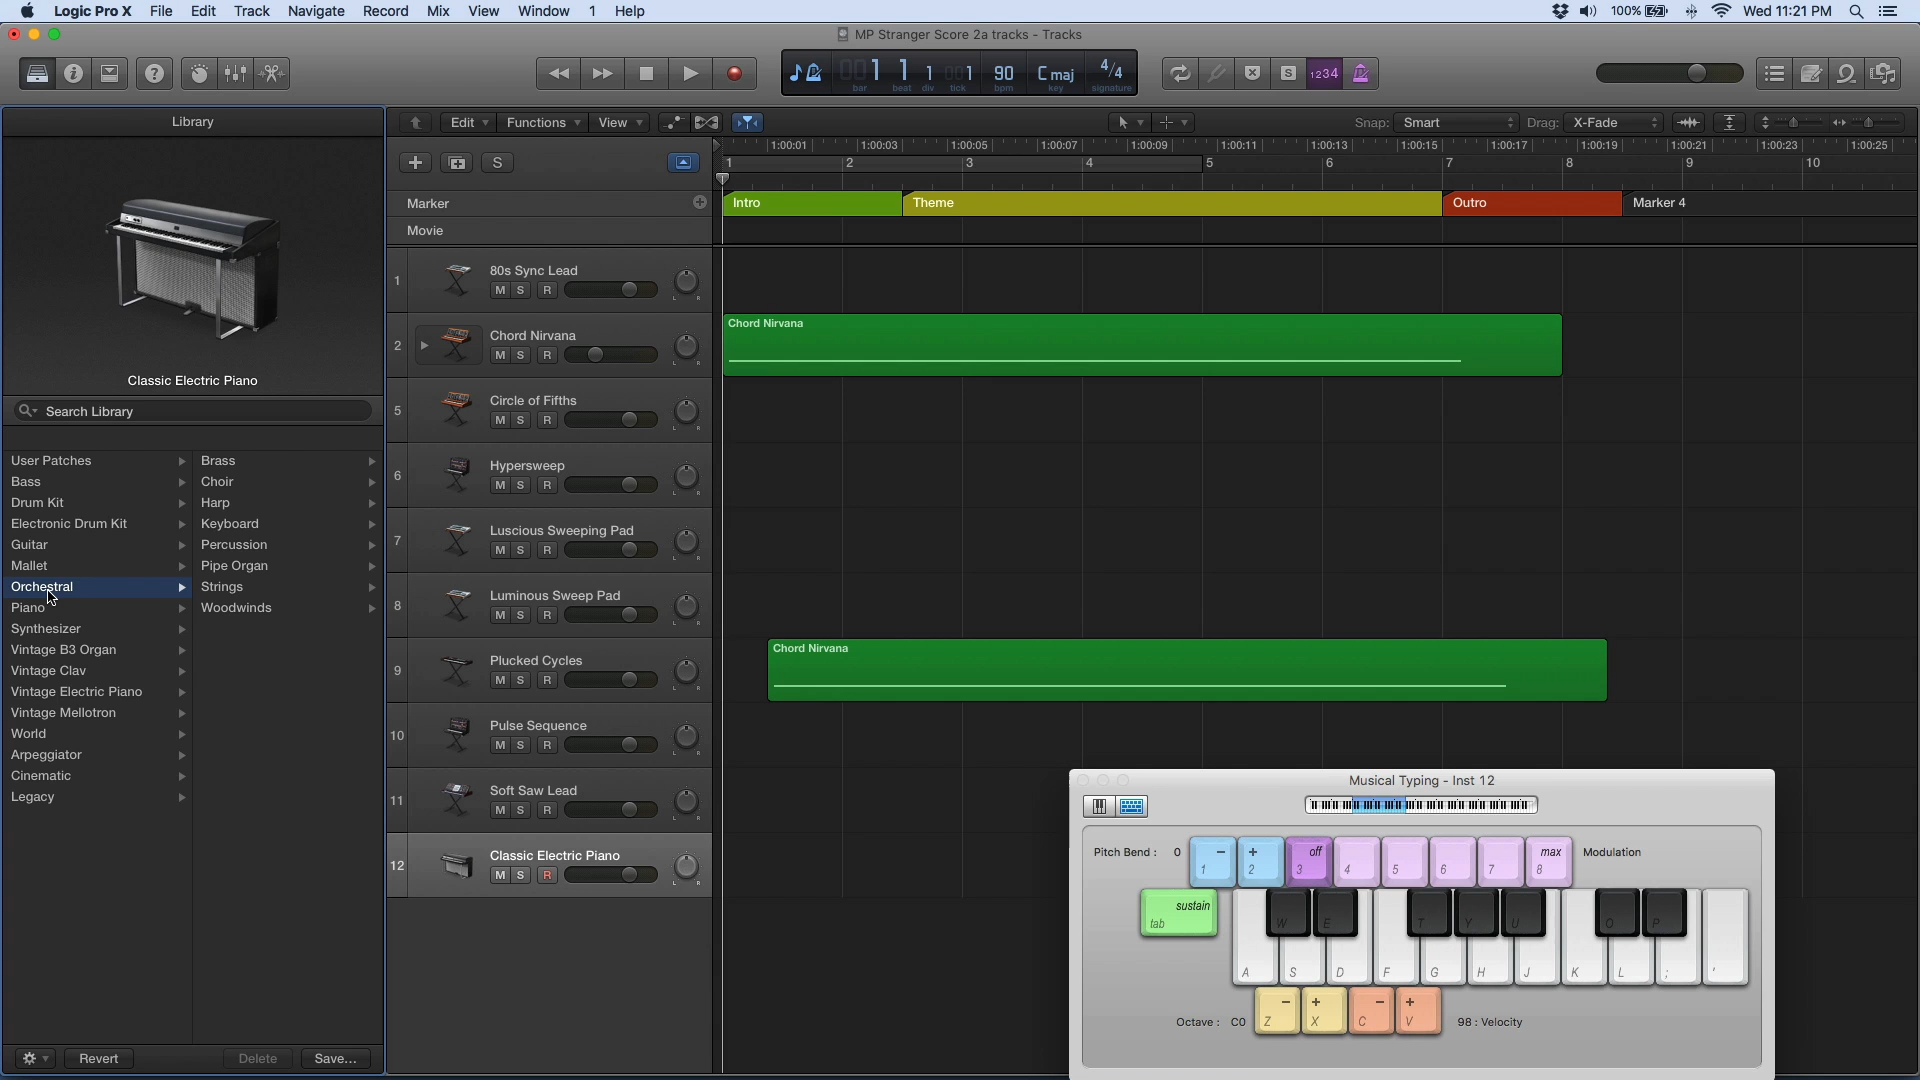 Logic Pro X File Edit Track Navigate Record Mix View Window 1 Help 100% Wed 11:21 PM
MP Stranger Score 2a tracks - Tracks
001 1 1 001 90 C maj 4/4
bar beat div tick bpm key signature
S 1234
Library
Edit Functions View Snap: Smart Drag: X-Fade
1:00:01 1:00:03 1:00:05 1:00:07 1:00:09 1:00:11 1:00:13 1:00:15 1:00:17 1:00:19 1:00:21 1:00:23 1:00:25
S 1 2 3 4 5 6 7 8 9 10
Marker Intro Theme Outro Marker 4
Movie
Classic Electric Piano
Search Library
User Patches
Bass
Drum Kit
Electronic Drum Kit
Guitar
Mallet
Orchestral
Piano
Synthesizer
Vintage B3 Organ
Vintage Clav
Vintage Electric Piano
Vintage Mellotron
World
Arpeggiator
Cinematic
Legacy
Brass
Choir
Harp
Keyboard
Percussion
Pipe Organ
Strings
Woodwinds
Revert Delete Save...
1 80s Sync Lead
M S R L R
2 Chord Nirvana
M S R L R
5 Circle of Fifths
M S R L R
6 Hypersweep
M S R L R
7 Luscious Sweeping Pad
M S R L R
8 Luminous Sweep Pad
M S R L R
9 Plucked Cycles
M S R L R
10 Pulse Sequence
M S R L R
11 Soft Saw Lead
M S R L R
12 Classic Electric Piano
M S R L R
Chord Nirvana
Chord Nirvana
Musical Typing - Inst 12
Pitch Bend : 0 − 1 + 2 off 3 4 5 6 7 max 8 Modulation
sustain
tab W E T Y U O P
A S D F G H J K L ; '
Octave : C0 − Z + X − C + V 98 : Velocity